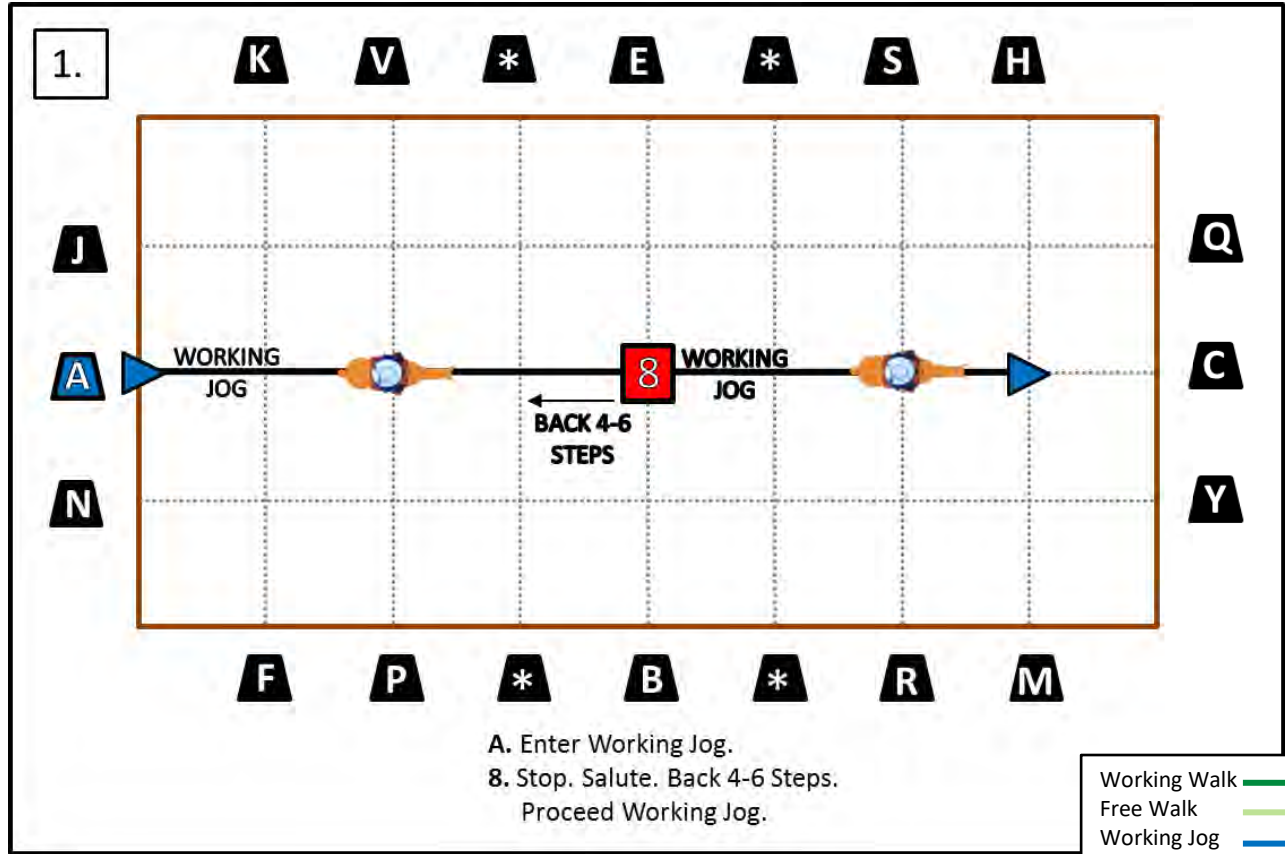 1.
K V * E * S H
J
Q
WORKING
JOG
A
8
WORKING
JOG
C
BACK 4-6
STEPS
N
Y
F P * B * R M
A. Enter Working Jog.
8. Stop. Salute. Back 4-6 Steps.
Proceed Working Jog.
Working Walk
Free Walk
Working Jog